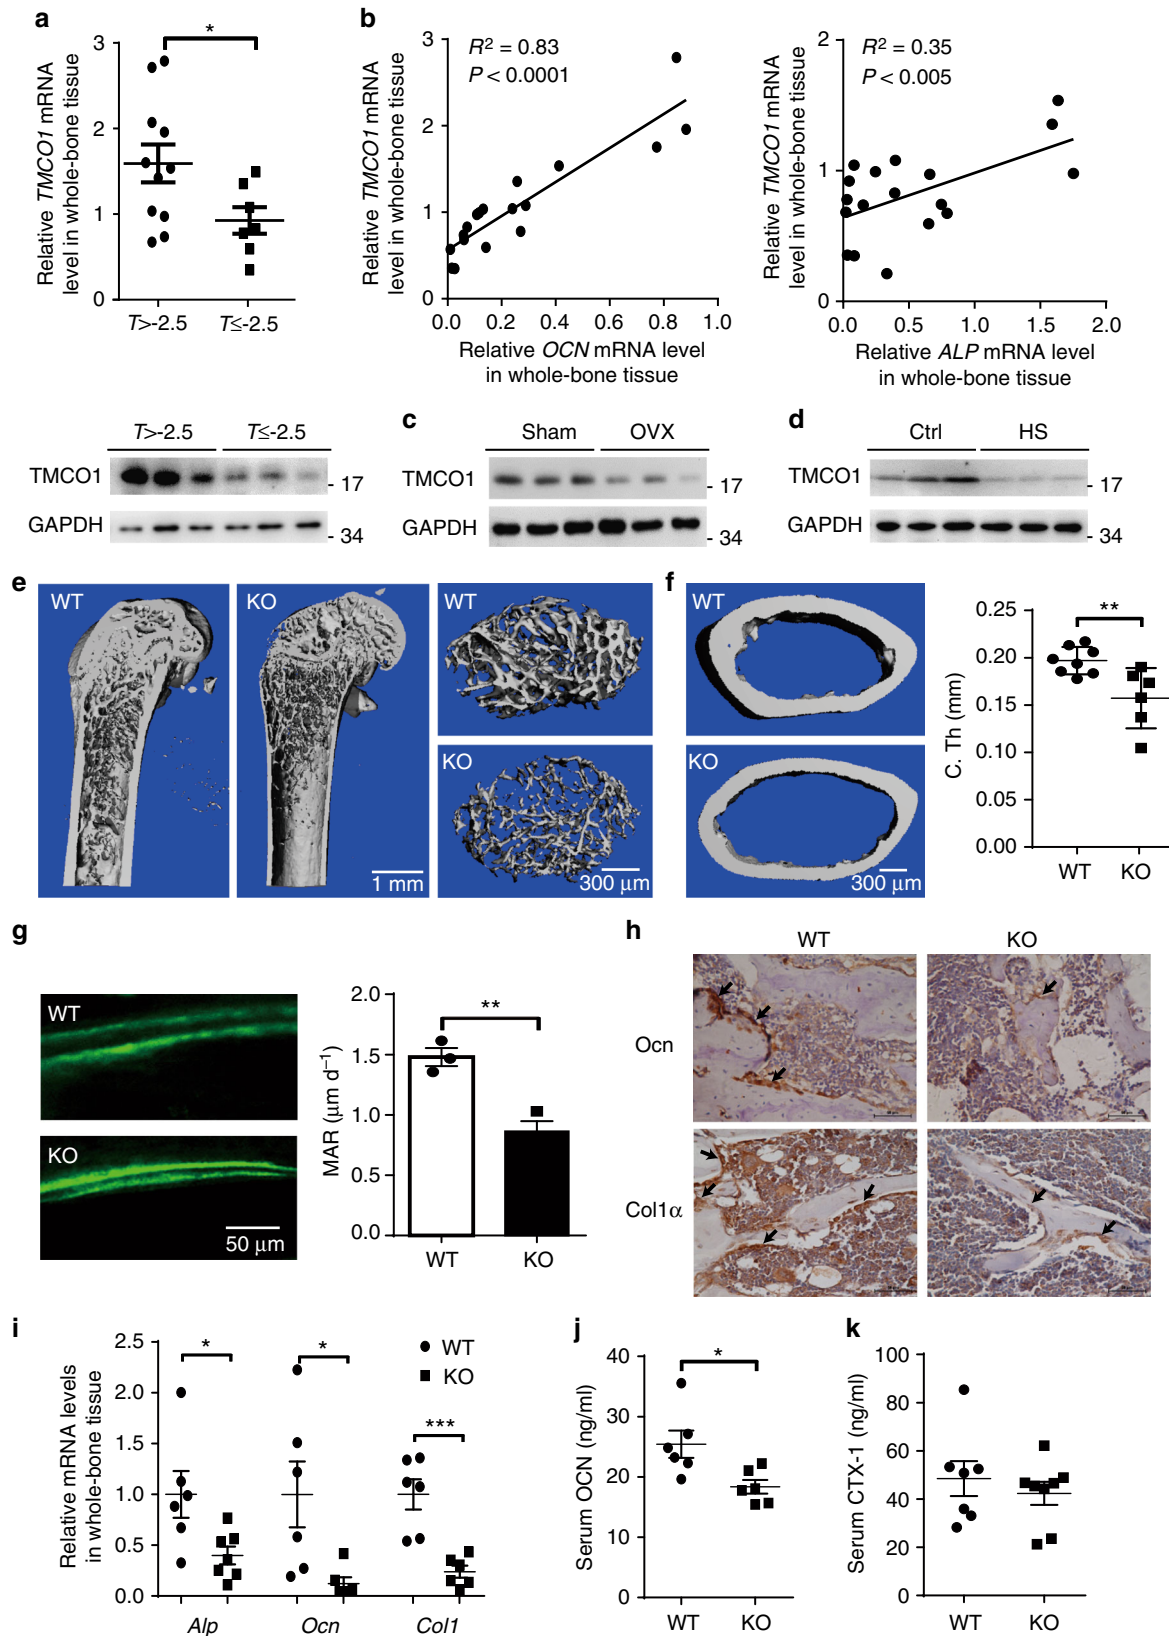 a
*
Relative TMCO1 mRNA
level in whole-bone tissue
3
2
1
0
T>-2.5
T≤-2.5
b
R² = 0.83
P < 0.0001
Relative TMCO1 mRNA
level in whole-bone tissue
3
2
1
0
0.0
0.2
0.4
0.6
0.8
1.0
Relative OCN mRNA level
in whole-bone tissue
R² = 0.35
P < 0.005
Relative TMCO1 mRNA
level in whole-bone tissue
2
1
0
0.0
0.5
1.0
1.5
2.0
Relative ALP mRNA level
in whole-bone tissue
T>-2.5
T≤-2.5
TMCO1
- 17
GAPDH
- 34
c
Sham
OVX
TMCO1
- 17
GAPDH
- 34
d
Ctrl
HS
TMCO1
- 17
GAPDH
- 34
e
WT
KO
1 mm
WT
KO
300 μm
f
WT
KO
300 μm
C. Th (mm)
0.25
0.20
0.15
0.10
0.05
0.00
**
WT
KO
g
WT
KO
50 μm
MAR (μm d⁻¹)
2.0
1.5
1.0
0.5
0.0
**
WT
KO
h
WT
KO
Ocn
Col1α
i
Relative mRNA levels
in whole-bone tissue
2.5
2.0
1.5
1.0
0.5
0.0
*
*
***
WT
KO
Alp
Ocn
Col1
j
Serum OCN (ng/ml)
40
30
20
10
0
*
WT
KO
k
Serum CTX-1 (ng/ml)
100
80
60
40
20
0
WT
KO